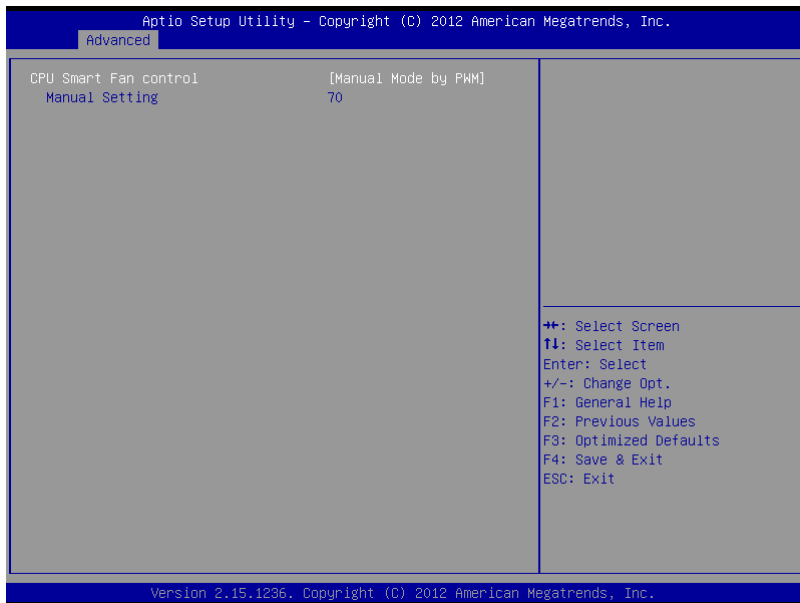 Aptio Setup Utility – Copyright (C) 2012 American Megatrends, Inc.
Advanced
CPU Smart Fan control [Manual Mode by PWM]
Manual Setting 70
→←: Select Screen
↑↓: Select Item
Enter: Select
+/-: Change Opt.
F1: General Help
F2: Previous Values
F3: Optimized Defaults
F4: Save & Exit
ESC: Exit
Version 2.15.1236. Copyright (C) 2012 American Megatrends, Inc.